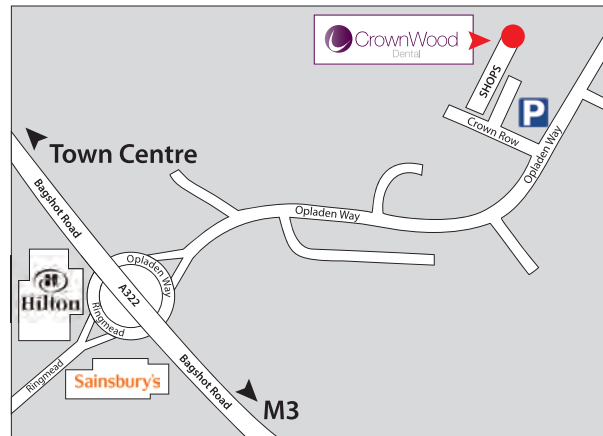 CrownWood
Dental
SHOPS
P
Crown Row
Opladen Way
Town Centre
Bagshot Road
Opladen Way
Opladen Way
A322
Ringmead
Hilton
Ringmead
Sainsbury's
Bagshot Road
M3